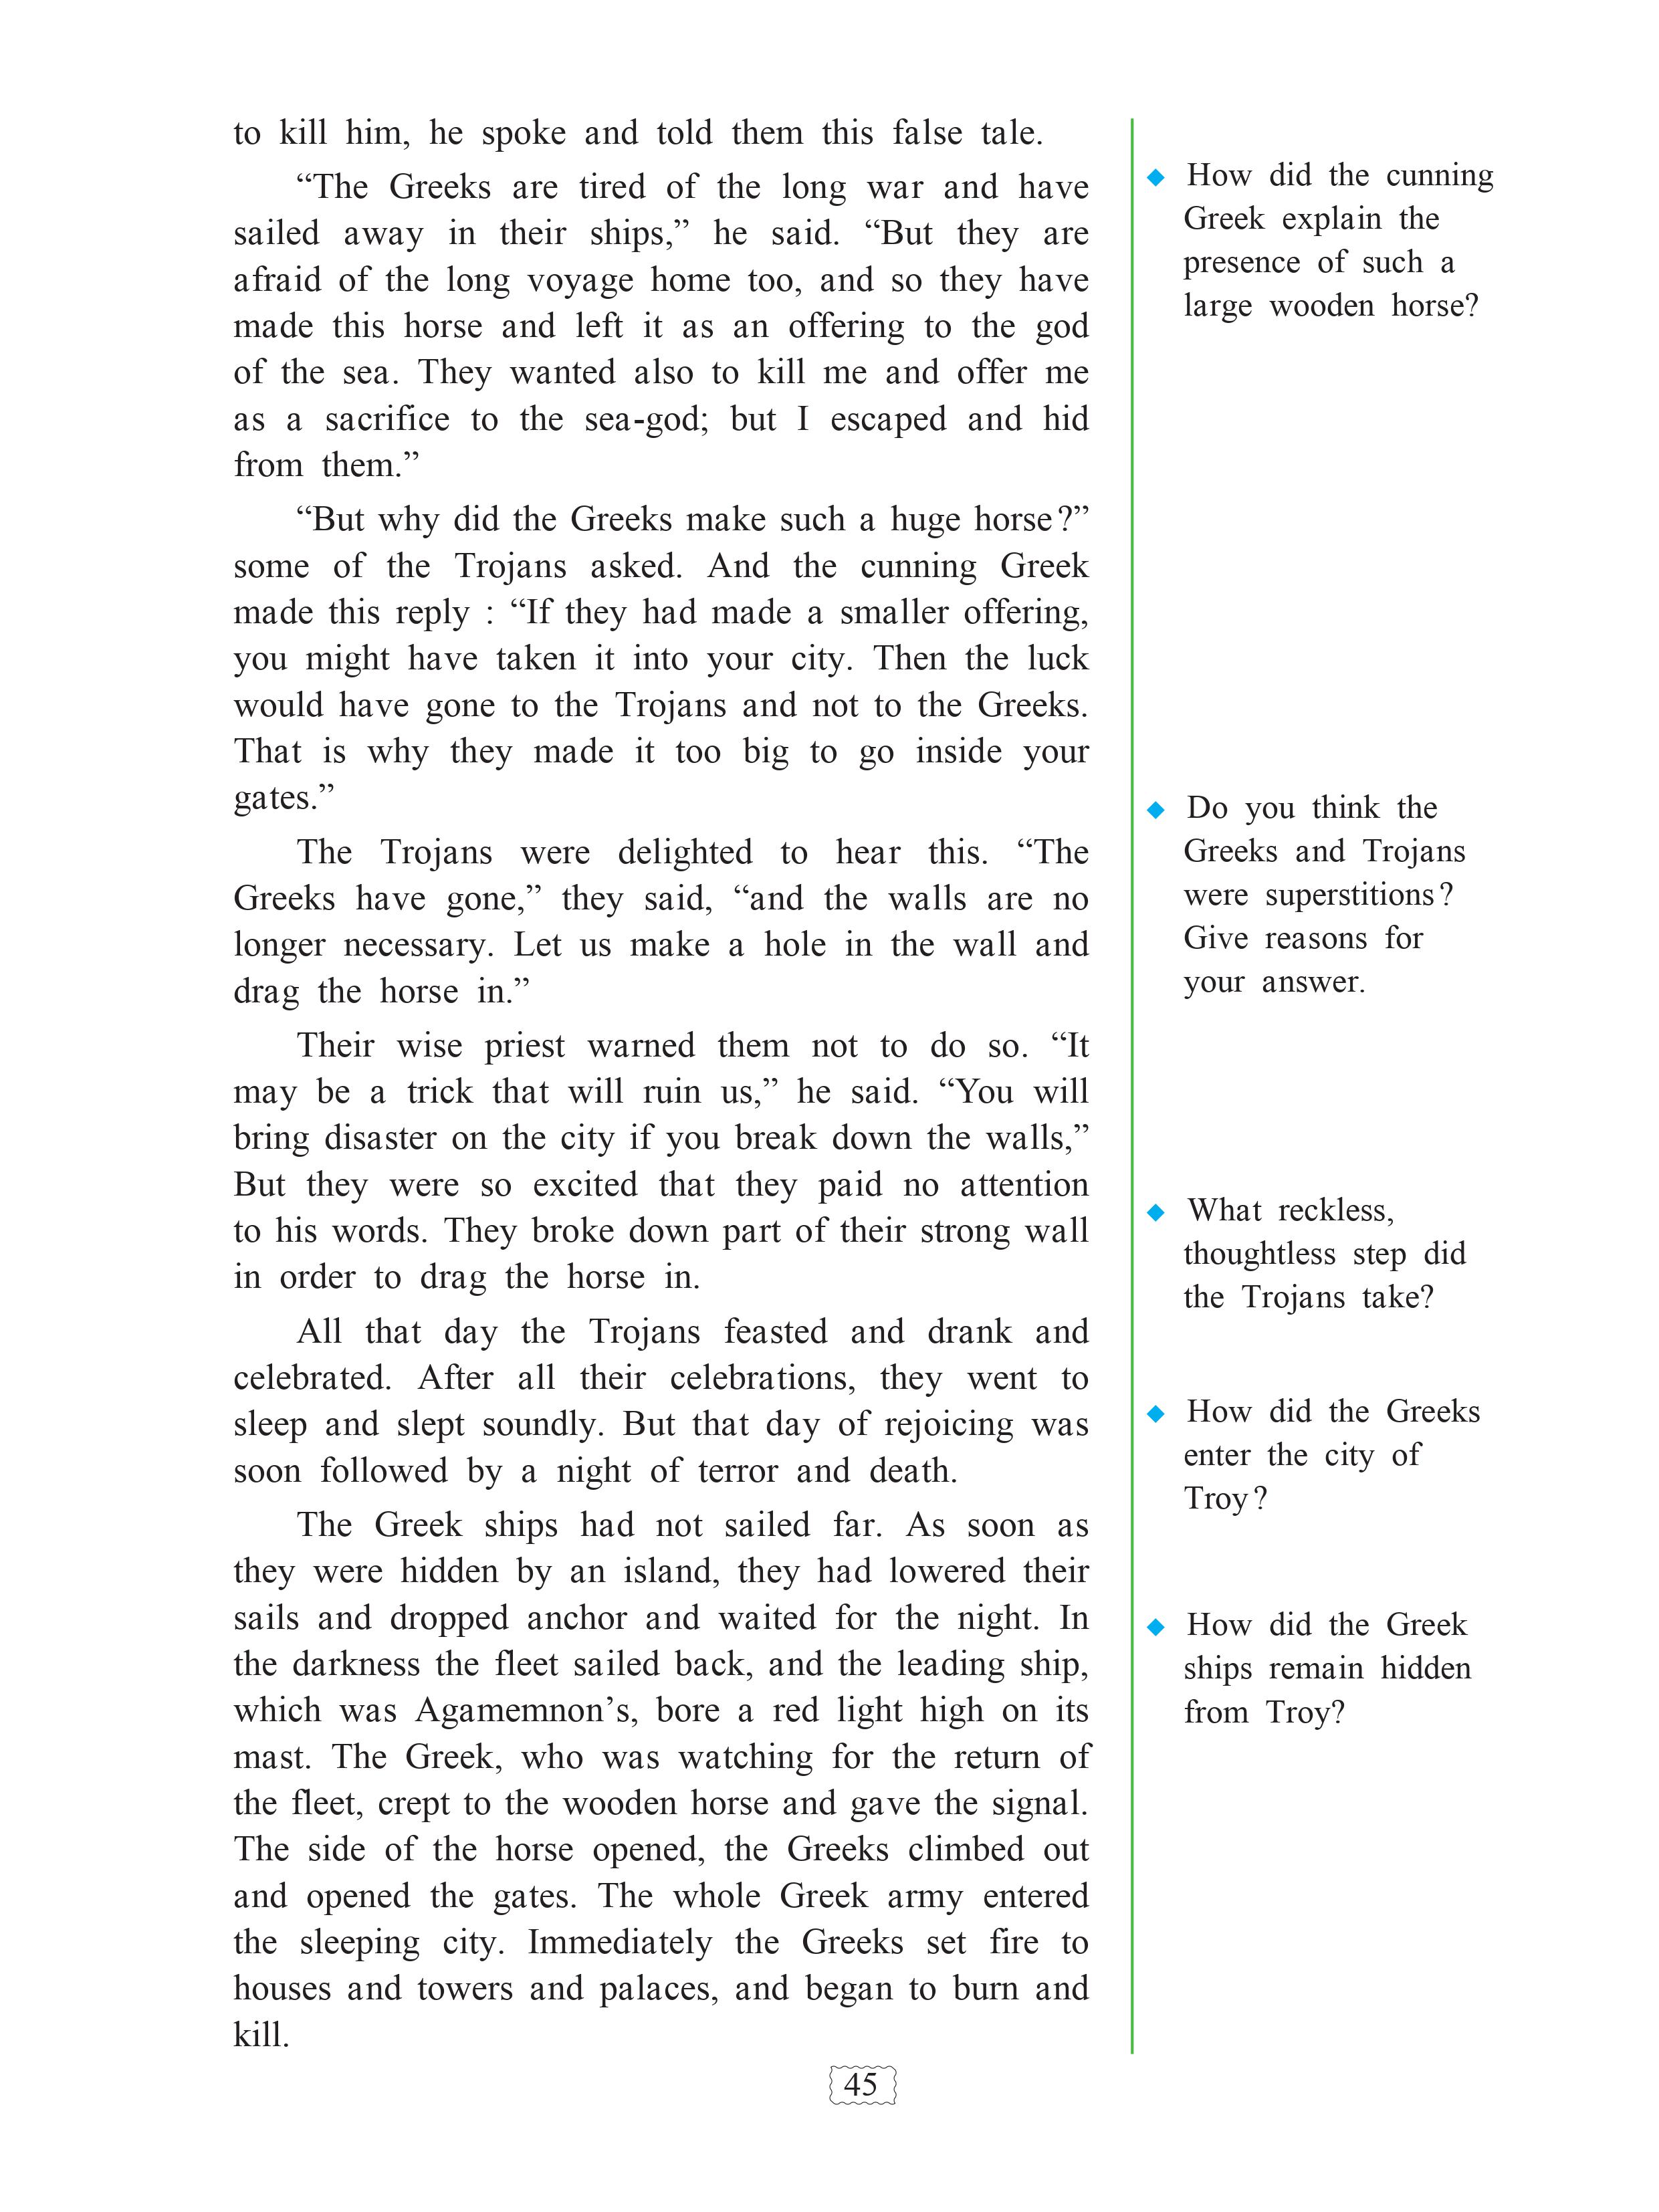 to kill him, he spoke and told them this false tale.
“The Greeks are tired of the long war and have
sailed away in their ships,” he said. “But they are
afraid of the long voyage home too, and so they have
made this horse and left it as an offering to the god
of the sea. They wanted also to kill me and offer me
as a sacrifice to the sea-god; but I escaped and hid
from them.”
“But why did the Greeks make such a huge horse?”
some of the Trojans asked. And the cunning Greek
made this reply : “If they had made a smaller offering,
you might have taken it into your city. Then the luck
would have gone to the Trojans and not to the Greeks.
That is why they made it too big to go inside your
gates.”
The Trojans were delighted to hear this. “The
Greeks have gone,” they said, “and the walls are no
longer necessary. Let us make a hole in the wall and
drag the horse in.”
Their wise priest warned them not to do so. “It
may be a trick that will ruin us,” he said. “You will
bring disaster on the city if you break down the walls,”
But they were so excited that they paid no attention
to his words. They broke down part of their strong wall
in order to drag the horse in.
All that day the Trojans feasted and drank and
celebrated. After all their celebrations, they went to
sleep and slept soundly. But that day of rejoicing was
soon followed by a night of terror and death.
The Greek ships had not sailed far. As soon as
they were hidden by an island, they had lowered their
sails and dropped anchor and waited for the night. In
the darkness the fleet sailed back, and the leading ship,
which was Agamemnon’s, bore a red light high on its
mast. The Greek, who was watching for the return of
the fleet, crept to the wooden horse and gave the signal.
The side of the horse opened, the Greeks climbed out
and opened the gates. The whole Greek army entered
the sleeping city. Immediately the Greeks set fire to
houses and towers and palaces, and began to burn and
kill.
◆ How did the cunning
Greek explain the
presence of such a
large wooden horse?
◆ Do you think the
Greeks and Trojans
were superstitions?
Give reasons for
your answer.
◆ What reckless,
thoughtless step did
the Trojans take?
◆ How did the Greeks
enter the city of
Troy?
◆ How did the Greek
ships remain hidden
from Troy?
45